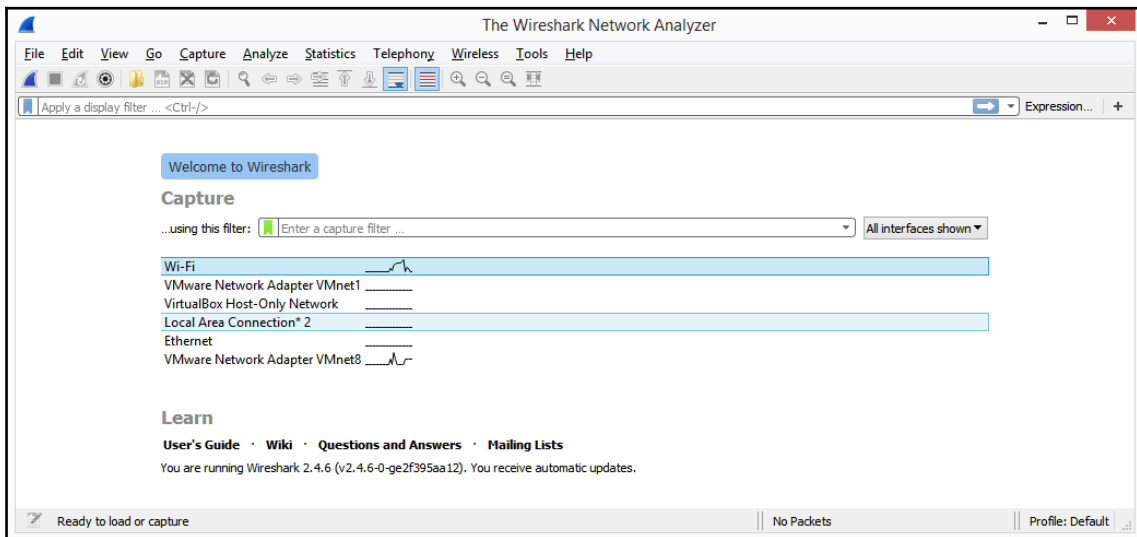 The Wireshark Network Analyzer
File Edit View Go Capture Analyze Statistics Telephony Wireless Tools Help
Apply a display filter ... <Ctrl-/> Expression... +
Welcome to Wireshark
Capture
...using this filter: Enter a capture filter ... All interfaces shown
Wi-Fi
VMware Network Adapter VMnet1
VirtualBox Host-Only Network
Local Area Connection* 2
Ethernet
VMware Network Adapter VMnet8
Learn
User's Guide · Wiki · Questions and Answers · Mailing Lists
You are running Wireshark 2.4.6 (v2.4.6-0-ge2f395aa12). You receive automatic updates.
Ready to load or capture No Packets Profile: Default